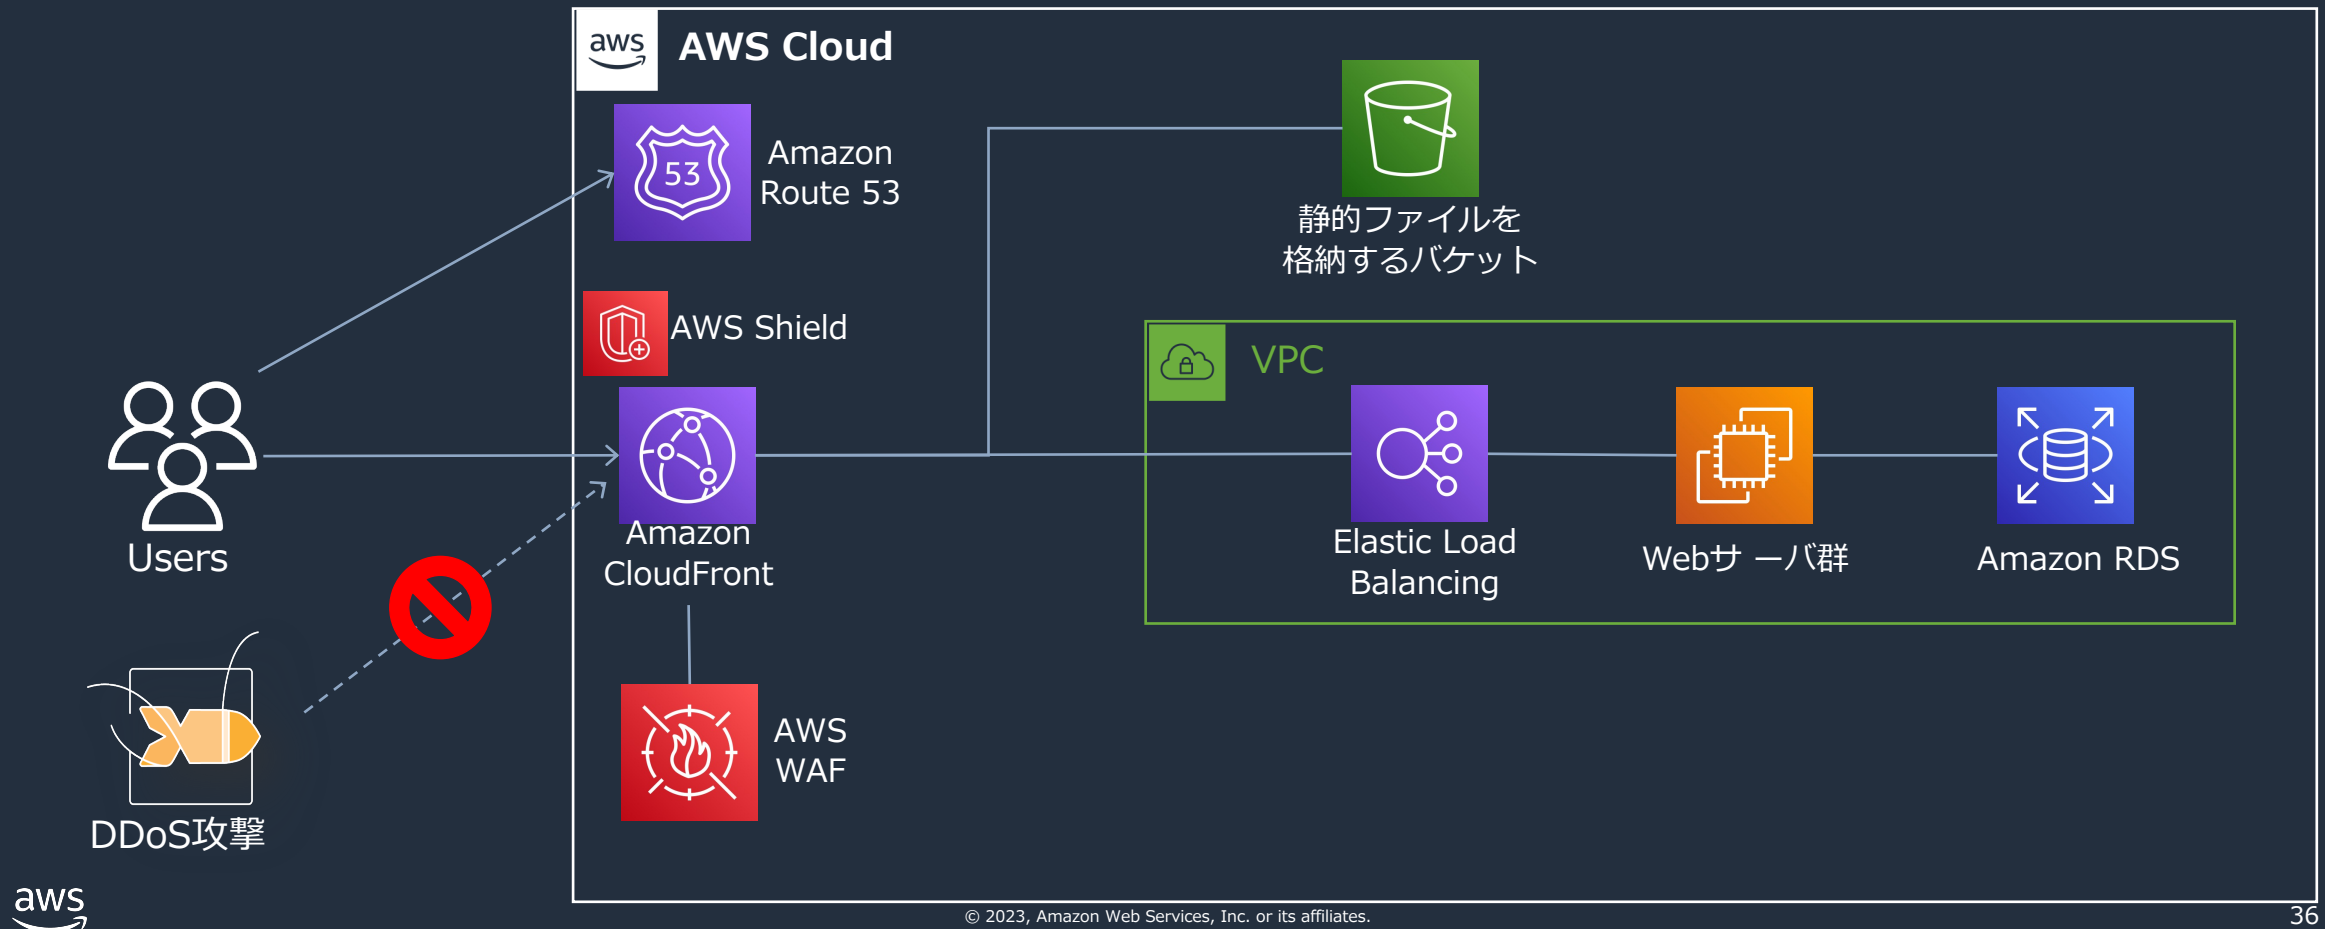 aws
AWS Cloud
53
Amazon
Route 53
静的ファイルを
格納するバケット
AWS Shield
VPC
Users
Amazon
CloudFront
Elastic Load
Balancing
Webサーバ群
Amazon RDS
AWS
WAF
DDoS攻撃
aws
© 2023, Amazon Web Services, Inc. or its affiliates.
36